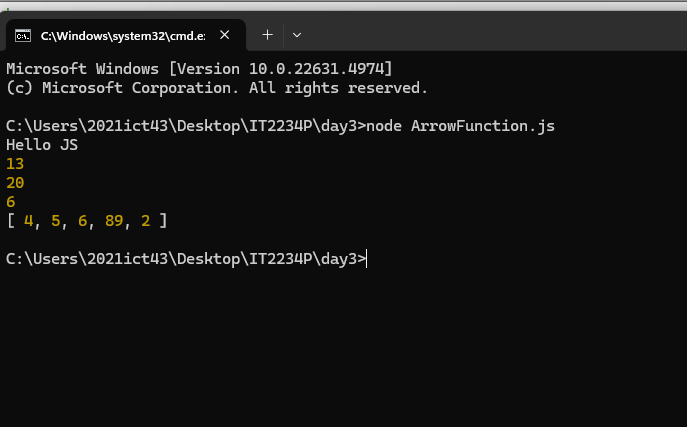 C:\Windows\system32\cmd.e:
Microsoft Windows [Version 10.0.22631.4974]
(c) Microsoft Corporation. All rights reserved.
C:\Users\2021ict43\Desktop\IT2234P\day3>node ArrowFunction.js
Hello JS
13
20
6
[ 4, 5, 6, 89, 2 ]
C:\Users\2021ict43\Desktop\IT2234P\day3>